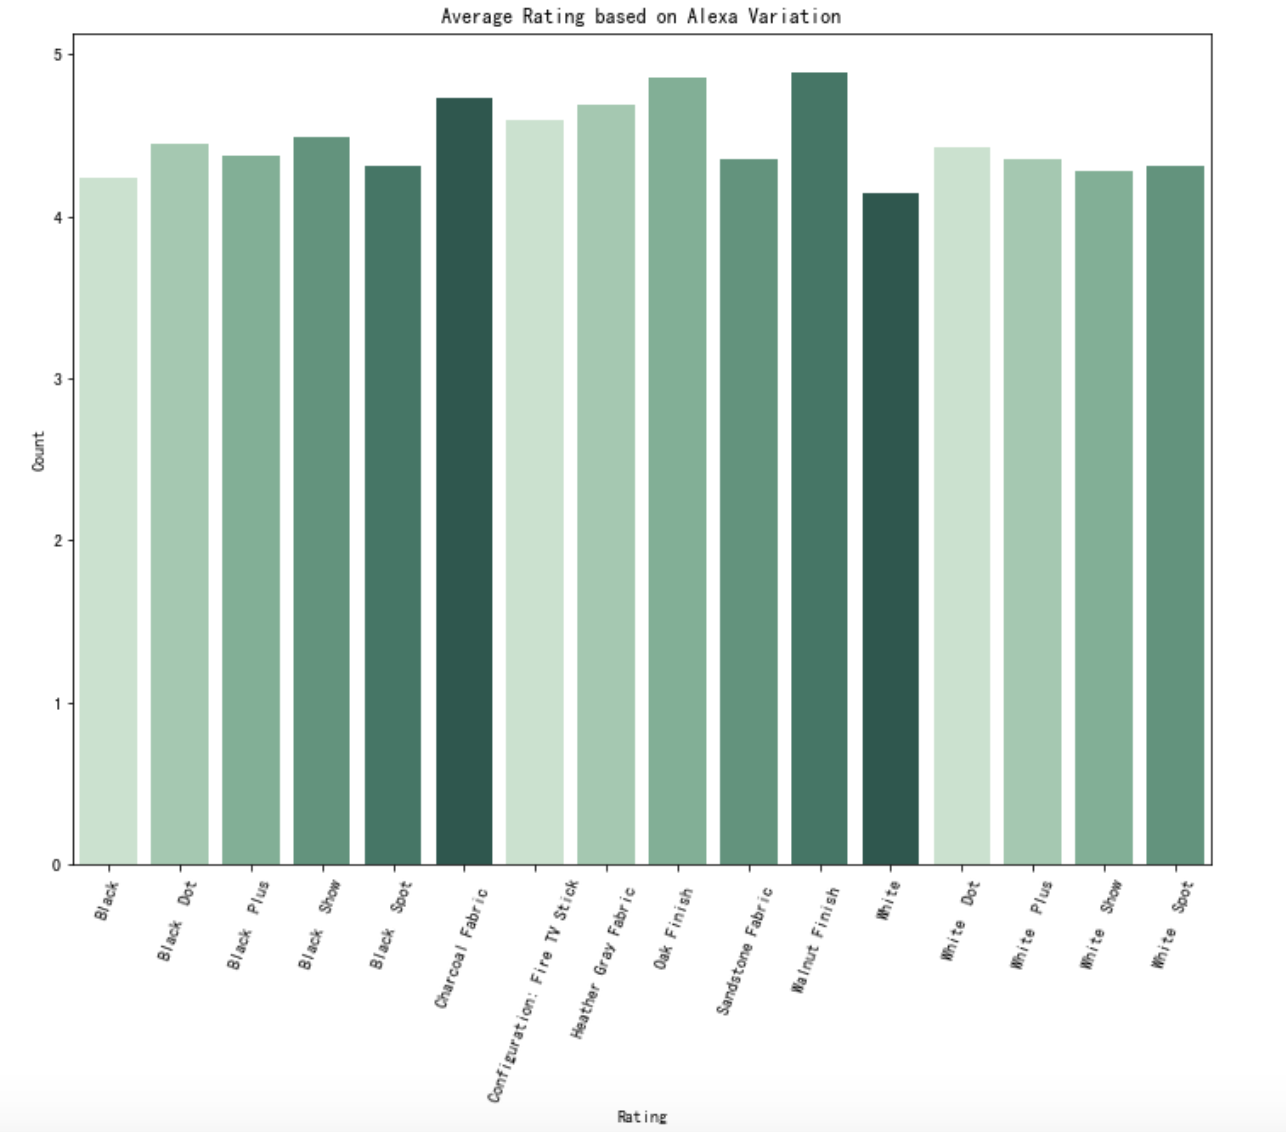 Average Rating based on Alexa Variation
5
4
3
2
1
0
Count
Black
Black Dot
Black Plus
Black Show
Black Spot
Charcoal Fabric
Configuration: Fire TV Stick
Heather Gray Fabric
Oak Finish
Sandstone Fabric
Walnut Finish
White
White Dot
White Plus
White Show
White Spot
Rating